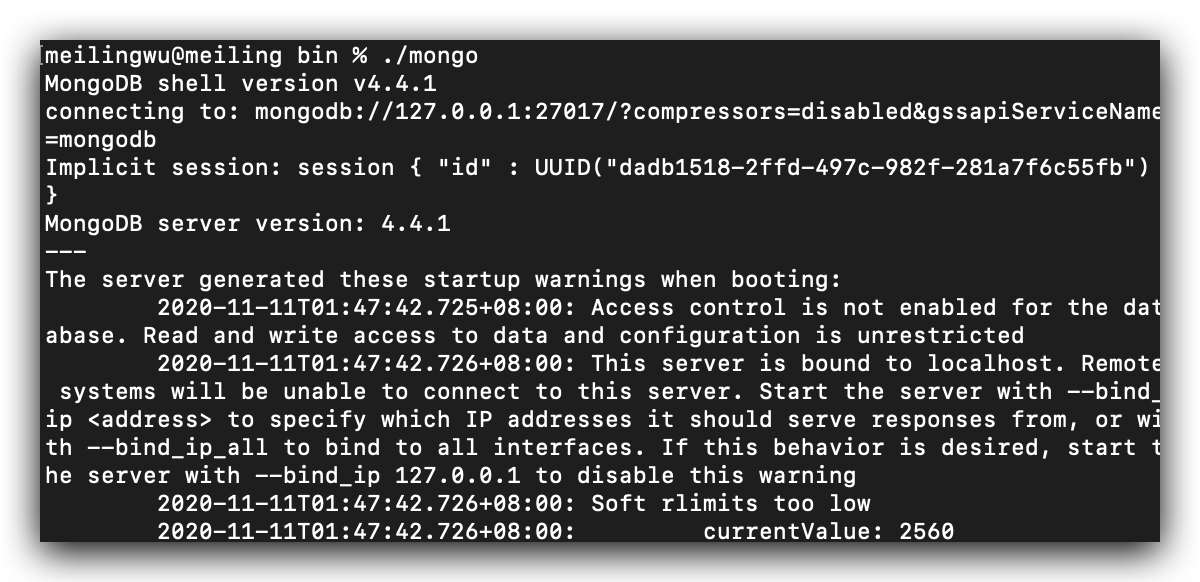 meilingwu@meiling bin % ./mongo
MongoDB shell version v4.4.1
connecting to: mongodb://127.0.0.1:27017/?compressors=disabled&gssapiServiceName
=mongodb
Implicit session: session { "id" : UUID("dadb1518-2ffd-497c-982f-281a7f6c55fb")
}
MongoDB server version: 4.4.1
---
The server generated these startup warnings when booting:
2020-11-11T01:47:42.725+08:00: Access control is not enabled for the dat
abase. Read and write access to data and configuration is unrestricted
2020-11-11T01:47:42.726+08:00: This server is bound to localhost. Remote
systems will be unable to connect to this server. Start the server with --bind_
ip <address> to specify which IP addresses it should serve responses from, or wi
th --bind_ip_all to bind to all interfaces. If this behavior is desired, start t
he server with --bind_ip 127.0.0.1 to disable this warning
2020-11-11T01:47:42.726+08:00: Soft rlimits too low
2020-11-11T01:47:42.726+08:00:         currentValue: 2560